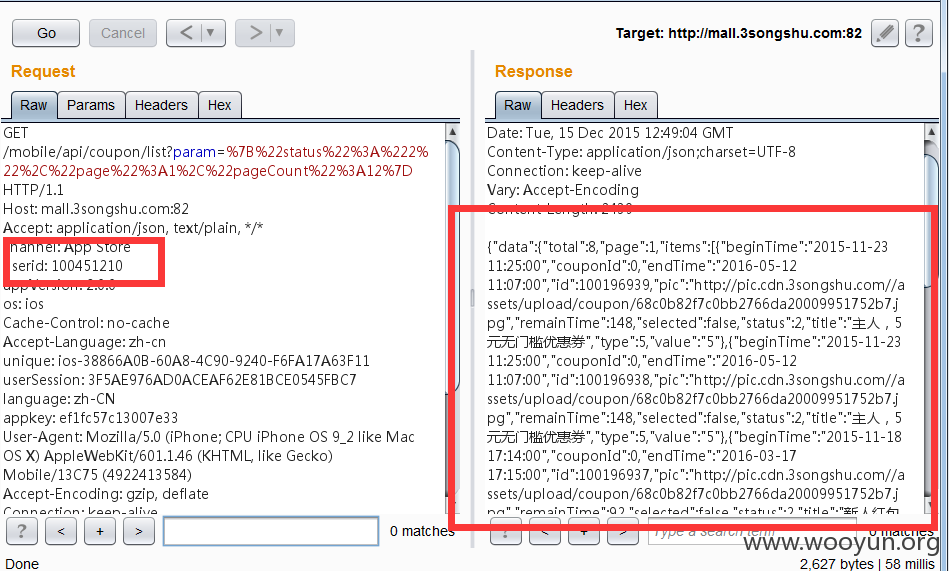 Go
Cancel
<
>
Target: http://mall.3songshu.com:82
?
Request
Raw
Params
Headers
Hex
GET
/mobile/api/coupon/list?param=%7B%22status%22%3A%222%
22%2C%22page%22%3A1%2C%22pageCount%22%3A12%7D
HTTP/1.1
Host: mall.3songshu.com:82
Accept: application/json, text/plain, */*
hannel: App Store
serid: 100451210
appVersion: 2.0.0
os: ios
Cache-Control: no-cache
Accept-Language: zh-cn
unique: ios-38866A0B-60A8-4C90-9240-F6FA17A63F11
userSession: 3F5AE976AD0ACEAF62E81BCE0545FBC7
language: zh-CN
appkey: ef1fc57c13007e33
User-Agent: Mozilla/5.0 (iPhone; CPU iPhone OS 9_2 like Mac
OS X) AppleWebKit/601.1.46 (KHTML, like Gecko)
Mobile/13C75 (4922413584)
Accept-Encoding: gzip, deflate
Connection: keep-alive
?
<
+
>
0 matches
Done
Response
Raw
Headers
Hex
Date: Tue, 15 Dec 2015 12:49:04 GMT
Content-Type: application/json;charset=UTF-8
Connection: keep-alive
Vary: Accept-Encoding
Content-Length:
{"data":{"total":8,"page":1,"items":[{"beginTime":"2015-11-23
11:25:00","couponId":0,"endTime":"2016-05-12
11:07:00","id":100196939,"pic":"http://pic.cdn.3songshu.com//a
ssets/upload/coupon/68c0b82f7c0bb2766da20009951752b7.j
pg","remainTime":148,"selected":false,"status":2,"title":"主人，5
元无门槛优惠券","type":5,"value":"5"},{"beginTime":"2015-11-23
11:25:00","couponId":0,"endTime":"2016-05-12
11:07:00","id":100196938,"pic":"http://pic.cdn.3songshu.com//a
ssets/upload/coupon/68c0b82f7c0bb2766da20009951752b7.j
pg","remainTime":148,"selected":false,"status":2,"title":"主人，5
元无门槛优惠券","type":5,"value":"5"},{"beginTime":"2015-11-18
17:14:00","couponId":0,"endTime":"2016-03-17
17:15:00","id":100196937,"pic":"http://pic.cdn.3songshu.com//a
ssets/upload/coupon/68c0b82f7c0bb2766da20009951752b7.j
pg","remainTime":92,"selected":false,"status":2,"title":"新人红包
?
<
+
>
Type a search term
0 matches
www.wooyun.org
2,627 bytes | 58 millis